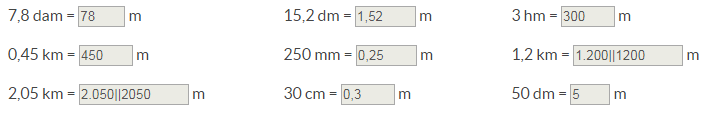 7,8 dam = 78 m 15,2 dm = 1,52 m 3 hm = 300 m
0,45 km = 450 m 250 mm = 0,25 m 1,2 km = 1.200||1200 m
2,05 km = 2.050||2050 m 30 cm = 0,3 m 50 dm = 5 m